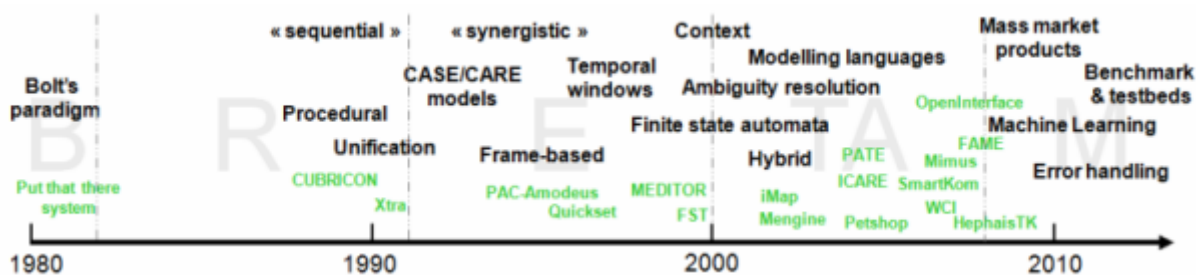 « sequential »
« synergistic »
Context
Mass market
products
Modelling languages
Bolt's
paradigm
CASE/CARE
models
Temporal
windows
Ambiguity resolution
Benchmark
& testbeds
OpenInterface
B R E TA M
Procedural
Finite state automata
Machine Learning
Unification
Frame-based
Hybrid
PATE
FAME
Mimus
Error handling
Put that there
system
CUBRICON
Xtra
PAC-Amodeus
Quickset
MEDITOR
FST
iMap
Mengine
ICARE
Petshop
SmartKom
WCI
HephaisTK
1980
1990
2000
2010